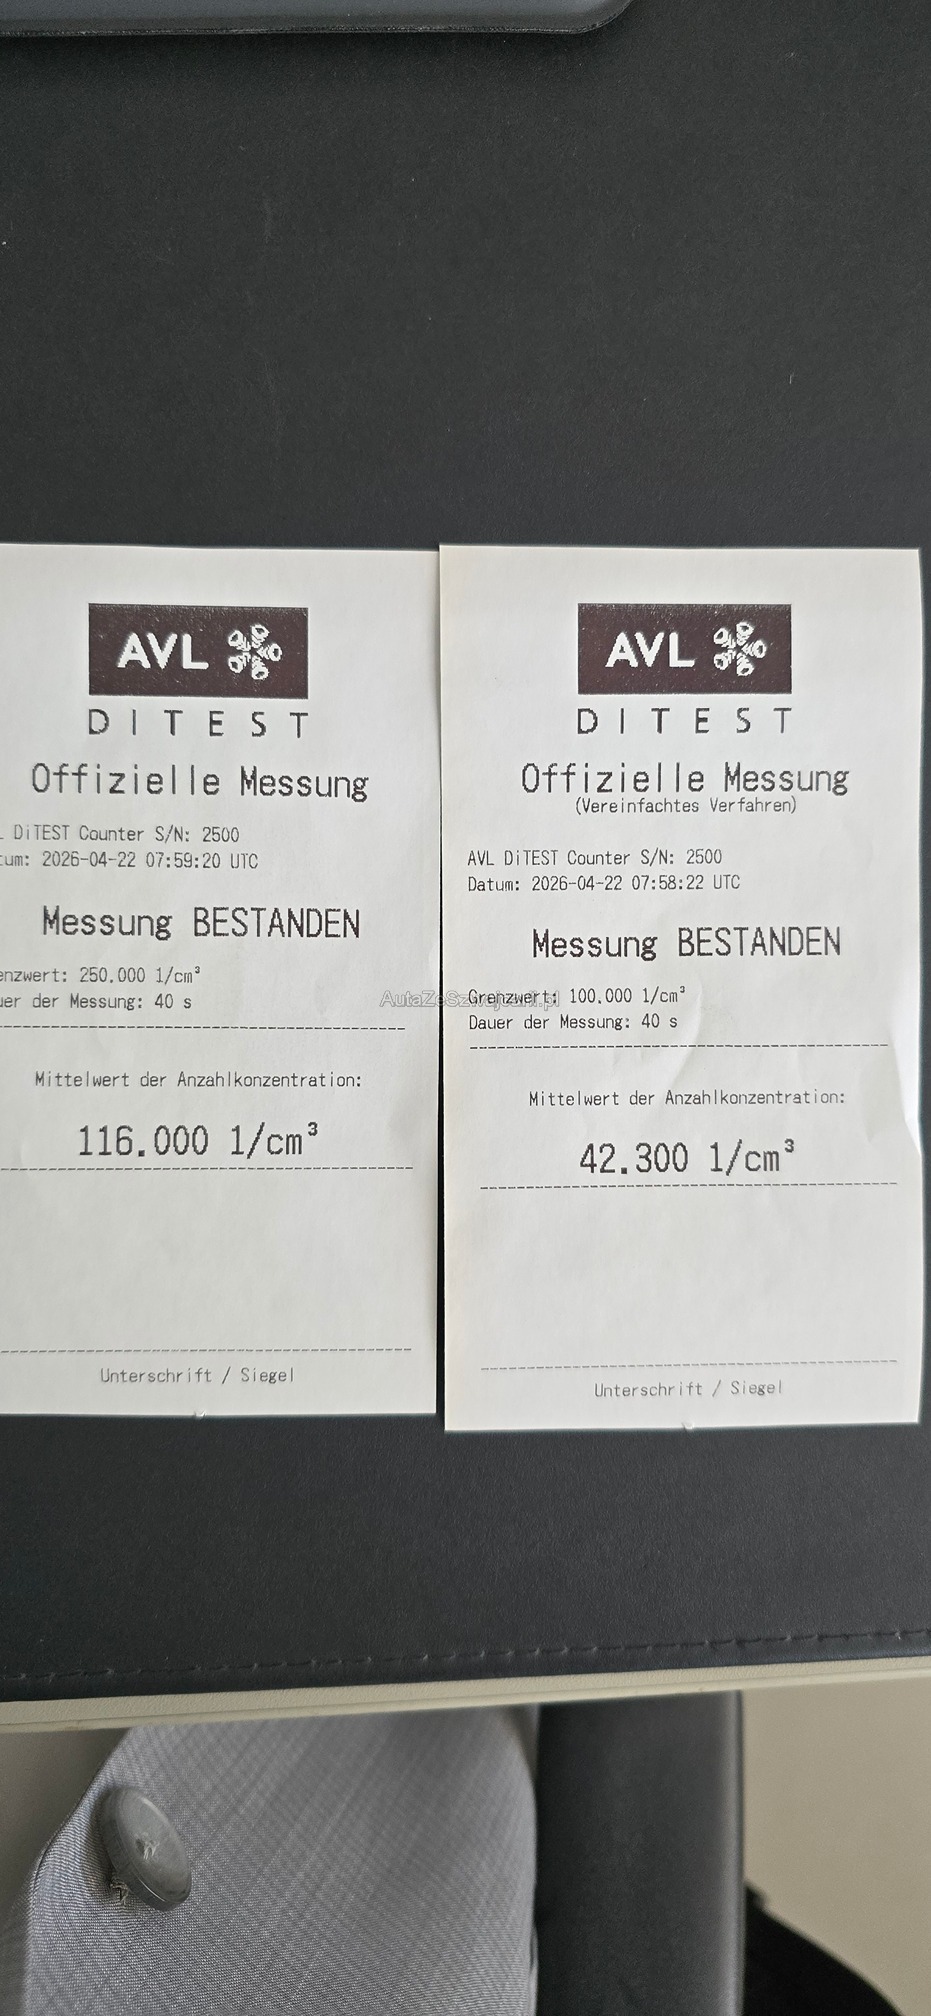 AVL
DITEST
Offizielle Messung
DiTEST Counter S/N: 2500
2026-04-22 07:59:20 UTC
Messung BESTANDEN
250.000 1/cm³
der Messung: 40 s
Mittelwert der Anzahlkonzentration:
116.000 1/cm³
Unterschrift / Siegel
AVL
DITEST
Offizielle Messung
(Vereinfachtes Verfahren)
AVL DiTEST Counter S/N: 2500
Datum: 2026-04-22 07:58:22 UTC
Messung BESTANDEN
Grenzwert: 100.000 1/cm³
Dauer der Messung: 40 s
Mittelwert der Anzahlkonzentration:
42.300 1/cm³
Unterschrift / Siegel